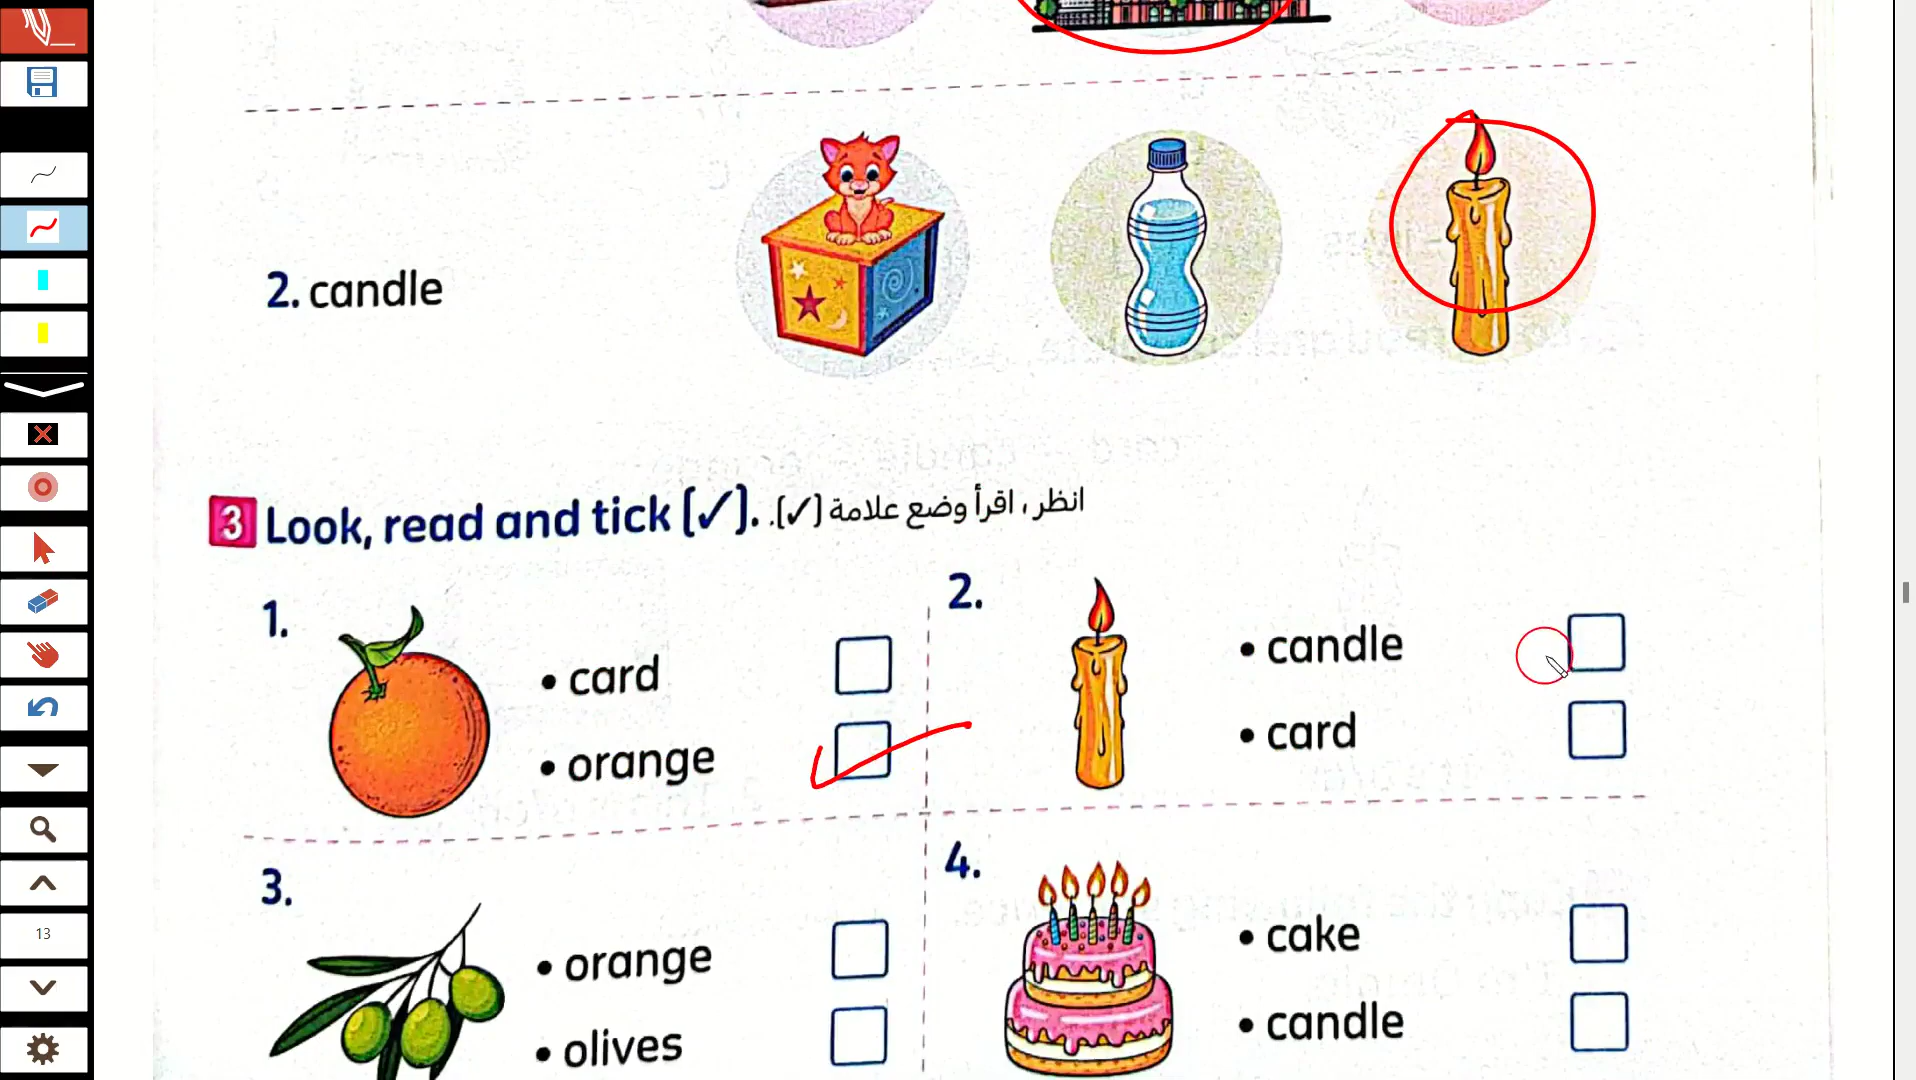 2. candle
3 Look, read and tick (✓). انظر ، اقرأ وضع علامة (✓).
1.
• card
• orange
2.
• candle
• card
3.
• orange
• olives
4.
• cake
• candle
13